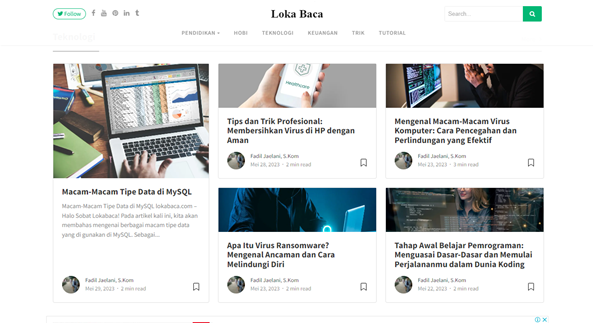 Follow
Loka Baca
Search...
PENDIDIKAN
HOBI
TEKNOLOGI
KEUANGAN
TRIK
TUTORIAL
Teknologi
Macam-Macam Tipe Data di MySQL
Macam-Macam Tipe Data di MySQL lokabaca.com –
Halo Sobat Lokabaca! Pada artikel kali ini, kita akan
membahas mengenai berbagai macam tipe data
yang di gunakan di MySQL. Sebagai...
Fadil Jaelani, S.Kom
Mei 29, 2023 · 2 min read
HEALTHCARE
Tips dan Trik Profesional:
Membersihkan Virus di HP dengan
Aman
Fadil Jaelani, S.Kom
Mei 28, 2023 · 2 min read
Mengenal Macam-Macam Virus
Komputer: Cara Pencegahan dan
Perlindungan yang Efektif
Fadil Jaelani, S.Kom
Mei 23, 2023 · 3 min read
Apa Itu Virus Ransomware?
Mengenal Ancaman dan Cara
Melindungi Diri
Fadil Jaelani, S.Kom
Mei 23, 2023 · 2 min read
Tahap Awal Belajar Pemrograman:
Menguasai Dasar-Dasar dan Memulai
Perjalananmu dalam Dunia Koding
Fadil Jaelani, S.Kom
Mei 22, 2023 · 2 min read